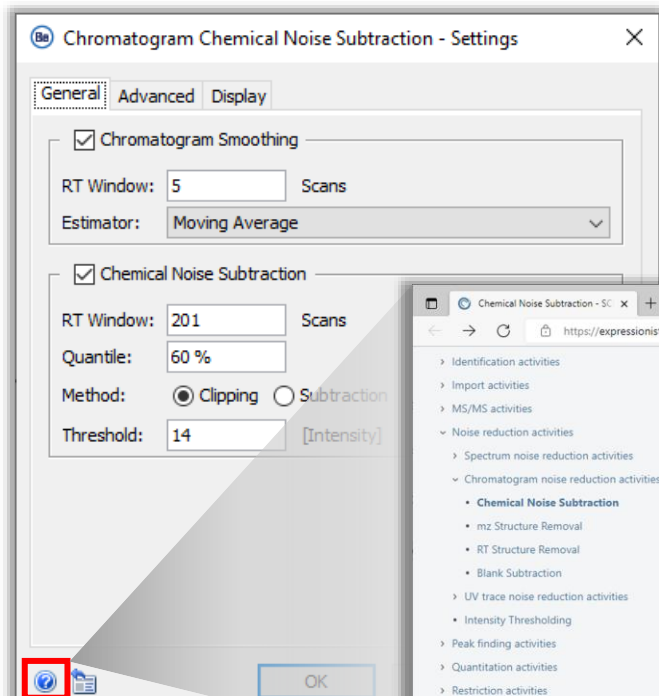 Be Chromatogram Chemical Noise Subtraction - Settings
General Advanced Display
Chromatogram Smoothing
RT Window: 5 Scans
Estimator: Moving Average
Chemical Noise Subtraction
RT Window: 201 Scans
Quantile: 60 %
Method: Clipping Subtraction
Threshold: 14 [Intensity]
OK
Chemical Noise Subtraction - SC
https://expressionist
Identification activities
Import activities
MS/MS activities
Noise reduction activities
Spectrum noise reduction activities
Chromatogram noise reduction activities
Chemical Noise Subtraction
mz Structure Removal
RT Structure Removal
Blank Subtraction
UV trace noise reduction activities
Intensity Thresholding
Peak finding activities
Quantitation activities
Restriction activities